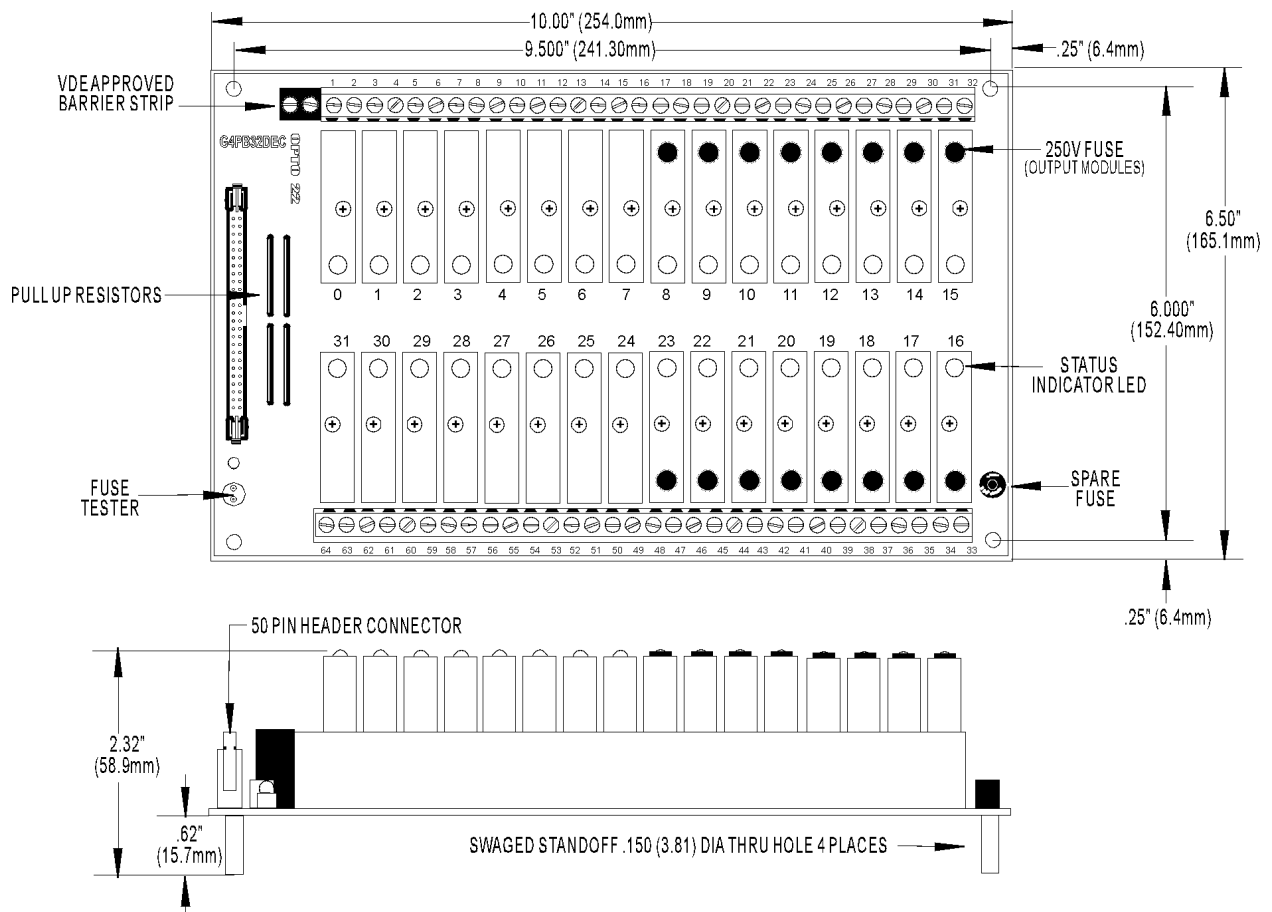 10.00" (254.0mm)
9.500" (241.30mm)
.25" (6.4mm)
VDE APPROVED
BARRIER STRIP
1 2 3 4 5 6 7 8 9 10 11 12 13 14 15 16 17 18 19 20 21 22 23 24 25 26 27 28 29 30 31 32
G4PB32DEC
OPTO 22
250V FUSE
(OUTPUT MODULES)
6.50"
(165.1mm)
PULL UP RESISTORS
0 1 2 3 4 5 6 7 8 9 10 11 12 13 14 15
6.000"
(152.40mm)
31 30 29 28 27 26 25 24 23 22 21 20 19 18 17 16
STATUS
INDICATOR LED
FUSE
TESTER
SPARE
FUSE
64 63 62 61 60 59 58 57 56 55 54 53 52 51 50 49 48 47 46 45 44 43 42 41 40 39 38 37 36 35 34 33
.25" (6.4mm)
50 PIN HEADER CONNECTOR
2.32"
(58.9mm)
.62"
(15.7mm)
SWAGED STANDOFF .150 (3.81) DIA THRU HOLE 4 PLACES